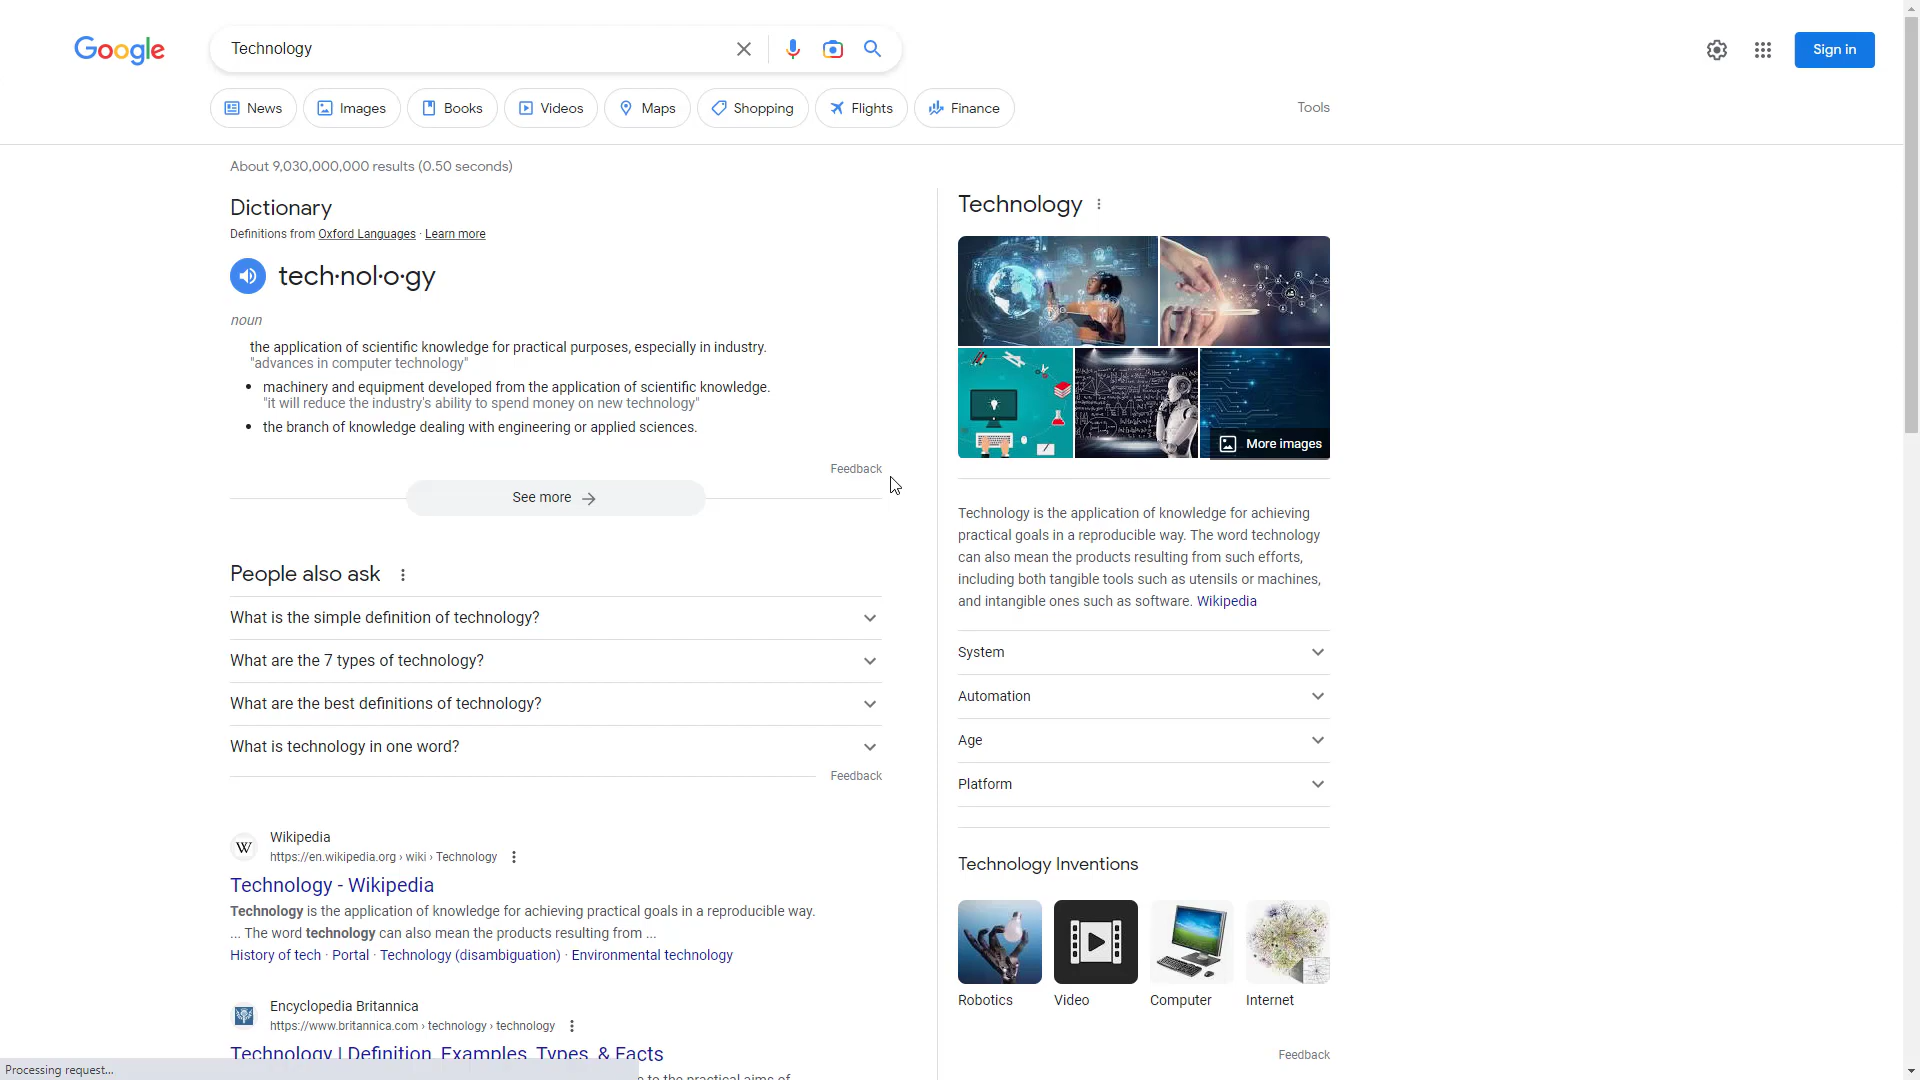 Google
Technology
Sign in
News
Images
Books
Videos
Maps
Shopping
Flights
Finance
Tools
About 9,030,000,000 results (0.50 seconds)
Dictionary
Definitions from Oxford Languages · Learn more
tech·nol·o·gy
noun
the application of scientific knowledge for practical purposes, especially in industry.
"advances in computer technology"
• machinery and equipment developed from the application of scientific knowledge.
"it will reduce the industry's ability to spend money on new technology"
• the branch of knowledge dealing with engineering or applied sciences.
Feedback
See more
People also ask
What is the simple definition of technology?
What are the 7 types of technology?
What are the best definitions of technology?
What is technology in one word?
Feedback
W
Wikipedia
https://en.wikipedia.org › wiki › Technology
Technology - Wikipedia
Technology is the application of knowledge for achieving practical goals in a reproducible way.
... The word technology can also mean the products resulting from ...
History of tech · Portal · Technology (disambiguation) · Environmental technology
Encyclopedia Britannica
https://www.britannica.com › technology › technology
Technology | Definition, Examples, Types, & Facts
to the practical aims of
Processing request...
Technology
More images
Technology is the application of knowledge for achieving
practical goals in a reproducible way. The word technology
can also mean the products resulting from such efforts,
including both tangible tools such as utensils or machines,
and intangible ones such as software. Wikipedia
System
Automation
Age
Platform
Technology Inventions
Robotics
Video
Computer
Internet
Feedback